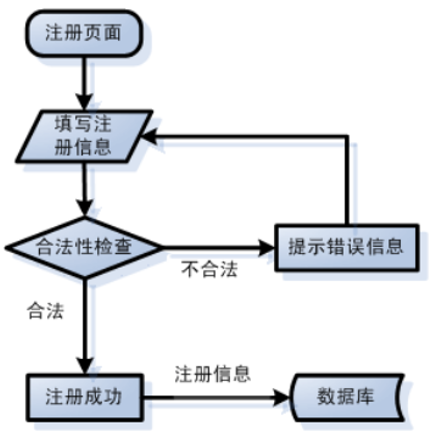 注册页面
填写注
册信息
合法性检查
不合法
提示错误信息
合法
注册成功
注册信息
数据库